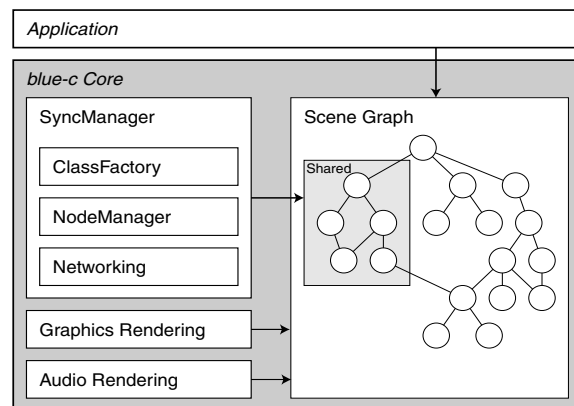 Application
blue-c Core
SyncManager
ClassFactory
NodeManager
Networking
Graphics Rendering
Audio Rendering
Scene Graph
Shared